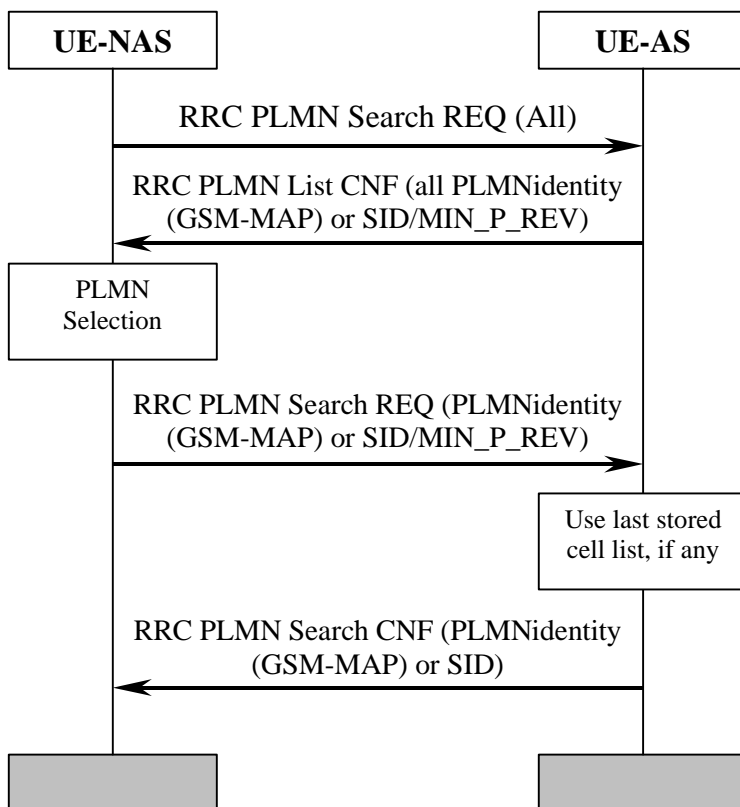 UE-NAS
UE-AS
RRC PLMN Search REQ (All)
RRC PLMN List CNF (all PLMNidentity
(GSM-MAP) or SID/MIN_P_REV)
PLMN
Selection
RRC PLMN Search REQ (PLMNidentity
(GSM-MAP) or SID/MIN_P_REV)
Use last stored
cell list, if any
RRC PLMN Search CNF (PLMNidentity
(GSM-MAP) or SID)